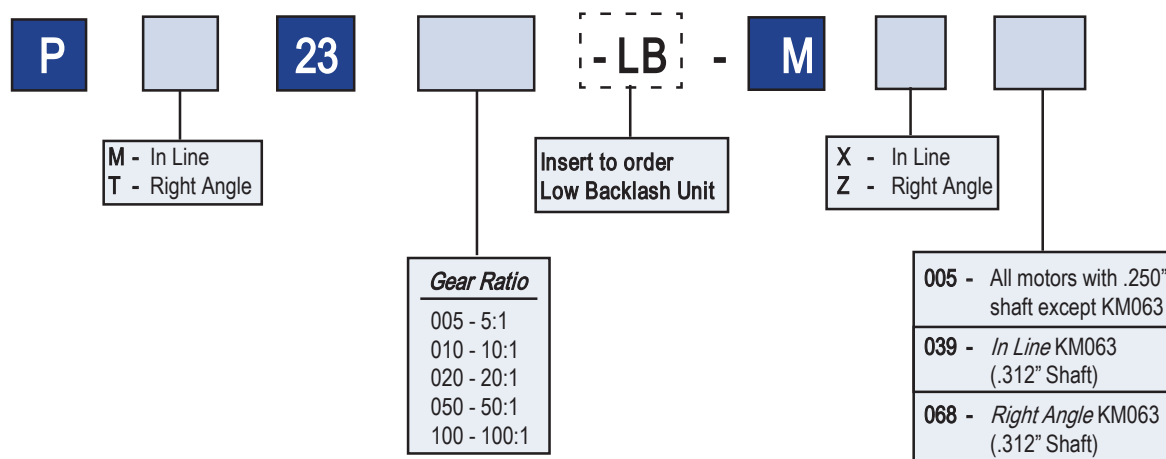 P 23 - LB - M
M - In Line
T - Right Angle
Insert to order
Low Backlash Unit
X - In Line
Z - Right Angle
Gear Ratio
005 - 5:1
010 - 10:1
020 - 20:1
050 - 50:1
100 - 100:1
005 - All motors with .250”
shaft except KM063
039 - In Line KM063
(.312” Shaft)
068 - Right Angle KM063
(.312” Shaft)